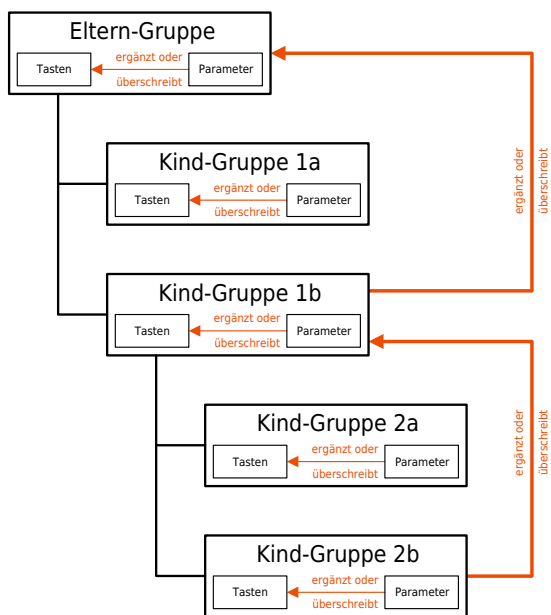 Eltern-Gruppe
ergänzt oder
Tasten
Parameter
überschreibt
Kind-Gruppe 1a
ergänzt oder
Tasten
Parameter
überschreibt
ergänzt oder
überschreibt
Kind-Gruppe 1b
ergänzt oder
Tasten
Parameter
überschreibt
Kind-Gruppe 2a
ergänzt oder
Tasten
Parameter
überschreibt
ergänzt oder
überschreibt
Kind-Gruppe 2b
ergänzt oder
Tasten
Parameter
überschreibt